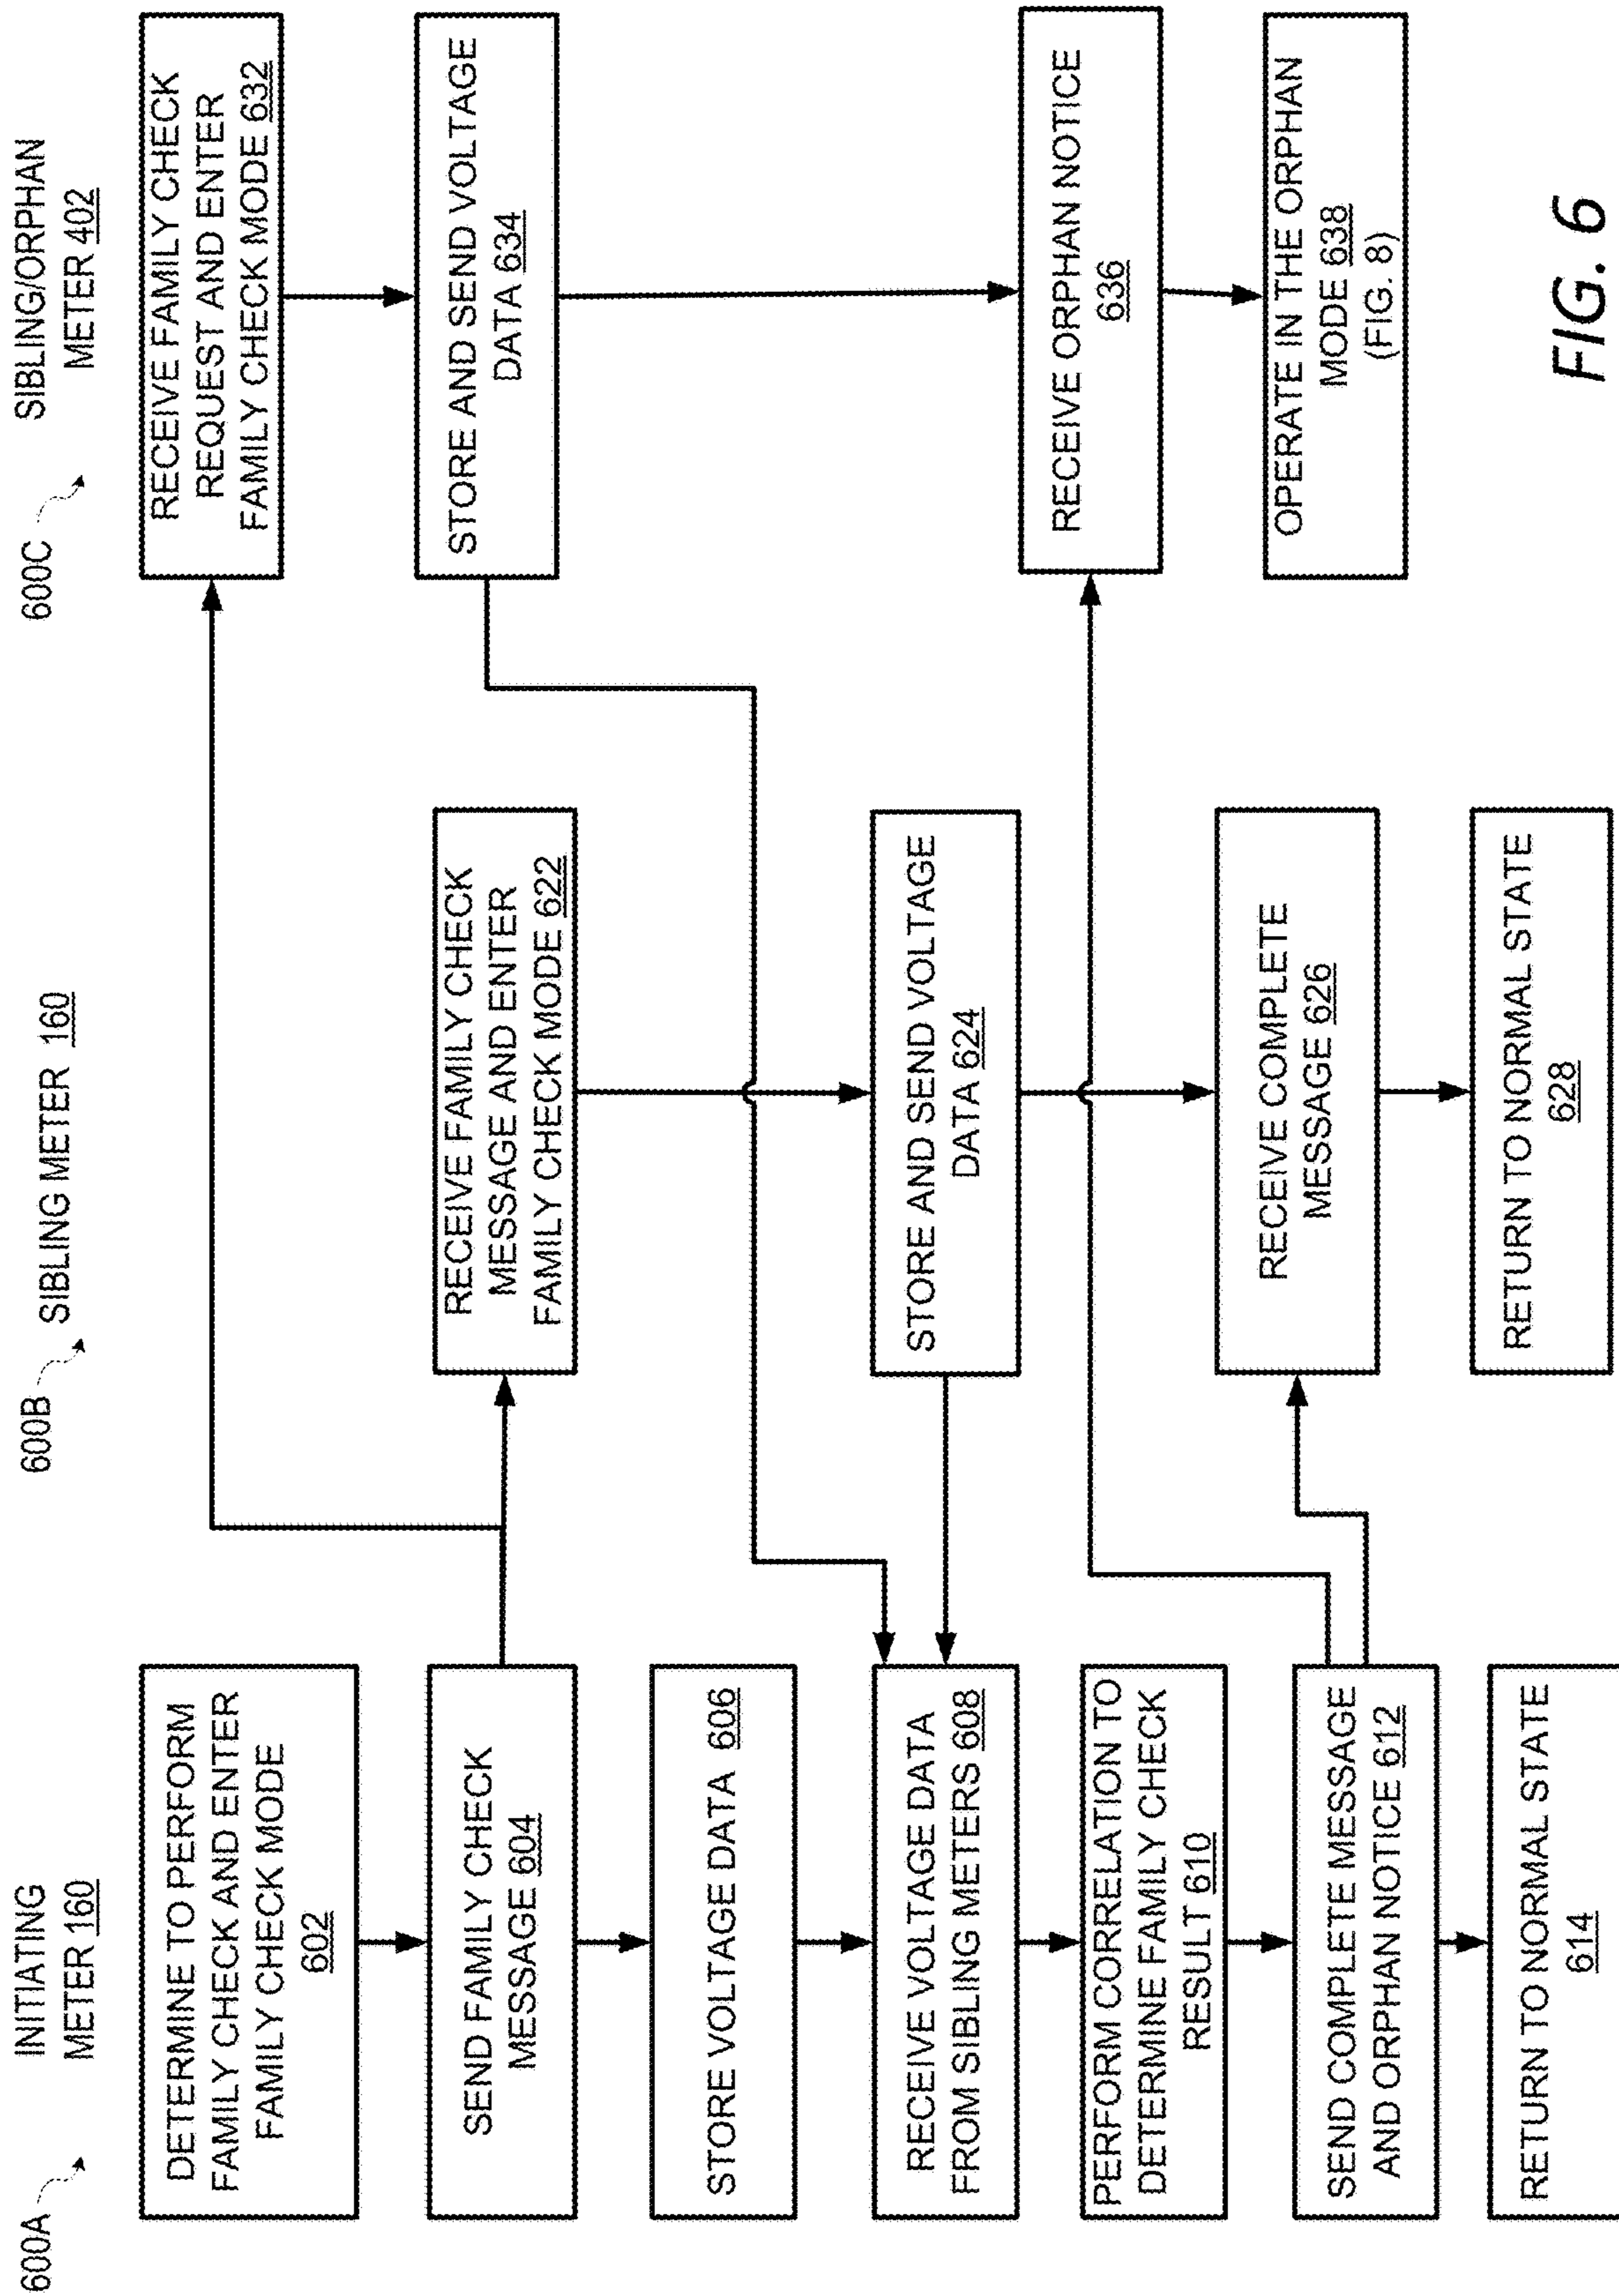 600A
INITIATING
METER 160
DETERMINE TO PERFORM
FAMILY CHECK AND ENTER
FAMILY CHECK MODE
602
SEND FAMILY CHECK
MESSAGE 604
STORE VOLTAGE DATA 606
RECEIVE VOLTAGE DATA
FROM SIBLING METERS 608
PERFORM CORRELATION TO
DETERMINE FAMILY CHECK
RESULT 610
SEND COMPLETE MESSAGE
AND ORPHAN NOTICE 612
RETURN TO NORMAL STATE
614
600B
SIBLING METER 160
RECEIVE FAMILY CHECK
MESSAGE AND ENTER
FAMILY CHECK MODE 622
STORE AND SEND VOLTAGE
DATA 624
RECEIVE COMPLETE
MESSAGE 626
RETURN TO NORMAL STATE
628
600C
SIBLING/ORPHAN
METER 402
RECEIVE FAMILY CHECK
REQUEST AND ENTER
FAMILY CHECK MODE 632
STORE AND SEND VOLTAGE
DATA 634
RECEIVE ORPHAN NOTICE
636
OPERATE IN THE ORPHAN
MODE 638
(FIG. 8)
FIG. 6